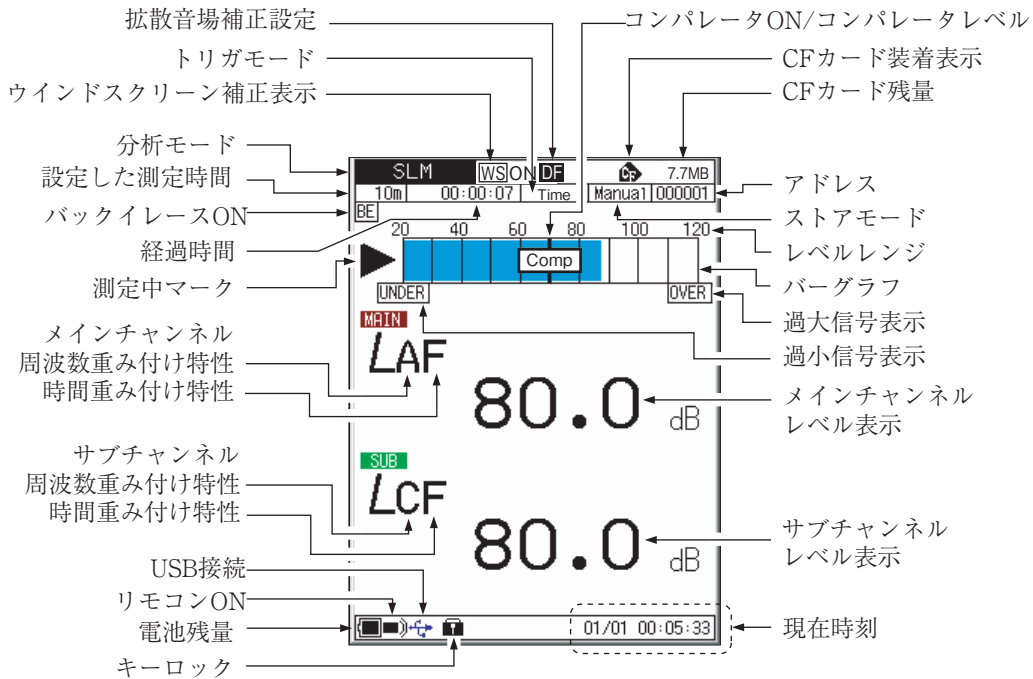 拡散音場補正設定
トリガモード
ウインドスクリーン補正表示
分析モード
設定した測定時間
バックイレースON
経過時間
測定中マーク
メインチャンネル
周波数重み付け特性
時間重み付け特性
サブチャンネル
周波数重み付け特性
時間重み付け特性
USB接続
リモコンON
電池残量
キーロック
コンパレータON/コンパレータレベル
CFカード装着表示
CFカード残量
アドレス
ストアモード
レベルレンジ
バーグラフ
過大信号表示
過小信号表示
メインチャンネル
レベル表示
サブチャンネル
レベル表示
現在時刻
SLM WS ON DF CF 7.7MB
10m 00:00:07 Time Manual 000001
BE
20 40 60 80 100 120
Comp
UNDER OVER
MAIN
LAF
80.0 dB
SUB
LCF
80.0 dB
01/01 00:05:33